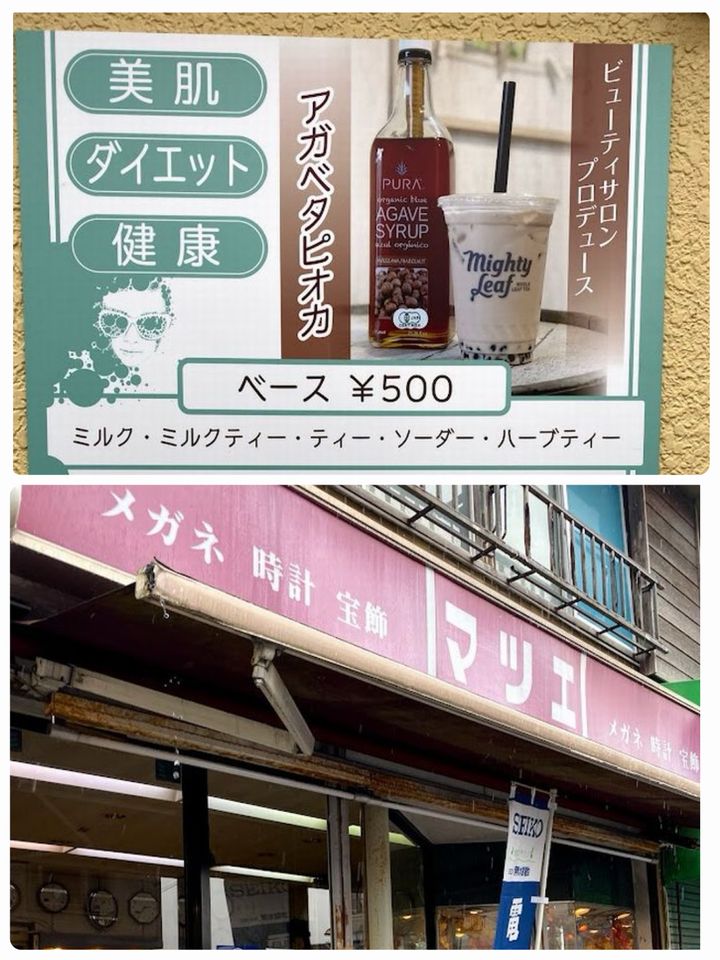 美肌
ダイエット
健康
アガベタピオカ
PURA
organic blue
AGAVE
SYRUP
azul orgánico
Mighty
Leaf
ビューティサロン
プロデュース
ベース ¥500
ミルク・ミルクティー・ティー・ソーダー・ハーブティー
メガネ 時計 宝飾
マツエ
メガネ 時計 宝飾
SEIKO
SEIKO
電